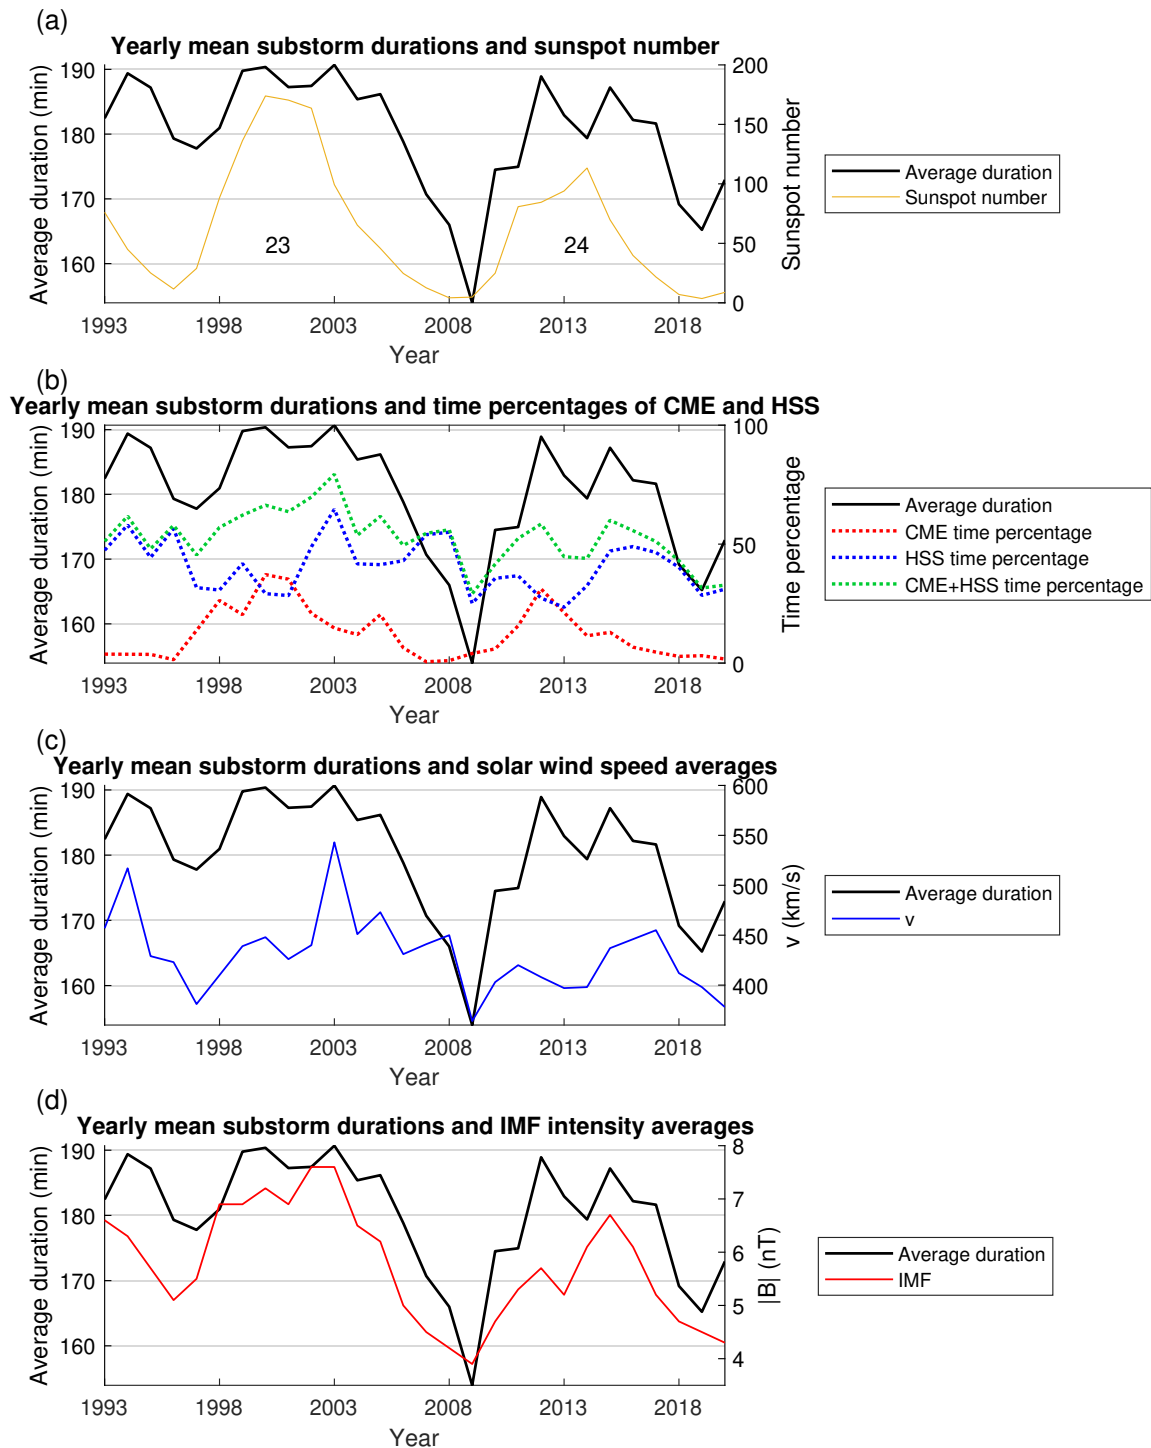 (a)
Yearly mean substorm durations and sunspot number
Average duration (min)
190
180
170
160
200
150
100
50
0
Sunspot number
23
24
1993 1998 2003 2008 2013 2018
Year
Average duration
Sunspot number
(b)
Yearly mean substorm durations and time percentages of CME and HSS
Average duration (min)
190
180
170
160
100
50
0
Time percentage
1993 1998 2003 2008 2013 2018
Year
Average duration
CME time percentage
HSS time percentage
CME+HSS time percentage
(c)
Yearly mean substorm durations and solar wind speed averages
Average duration (min)
190
180
170
160
600
550
500
450
400
v (km/s)
1993 1998 2003 2008 2013 2018
Year
Average duration
v
(d)
Yearly mean substorm durations and IMF intensity averages
Average duration (min)
190
180
170
160
8
7
6
5
4
|B| (nT)
1993 1998 2003 2008 2013 2018
Year
Average duration
IMF